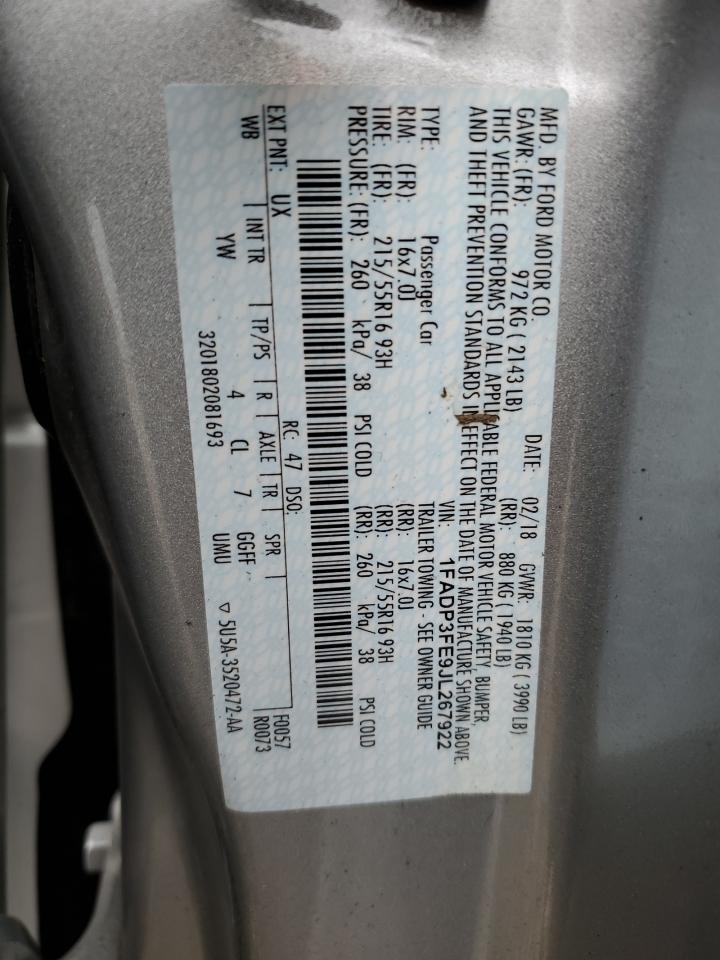 MFD. BY FORD MOTOR CO.
DATE: 02/18 GVWR: 1810 KG ( 3990 LB)
GAWR: (FR): 972 KG ( 2143 LB) (RR): 880 KG ( 1940 LB)
THIS VEHICLE CONFORMS TO ALL APPLICABLE FEDERAL MOTOR VEHICLE SAFETY, BUMPER,
AND THEFT PREVENTION STANDARDS IN EFFECT ON THE DATE OF MANUFACTURE SHOWN ABOVE.
VIN: 1FADP3FE9JL267922
TYPE: Passenger Car TRAILER TOWING - SEE OWNER GUIDE
RIM: (FR): 16x7.0J (RR): 16x7.0J
TIRE: (FR): 215/55R16 93H (RR): 215/55R16 93H
PRESSURE: (FR): 260 kPa/ 38 PSI COLD (RR): 260 kPa/ 38 PSI COLD
EXT PNT: UX RC: 47 DSO: F0057
WB INT TR TP/PS R AXLE TR SPR R0073
YW 4 CL 7 GGFF
UMU
3201802081693 ▽ 5U5A-3520472-AA